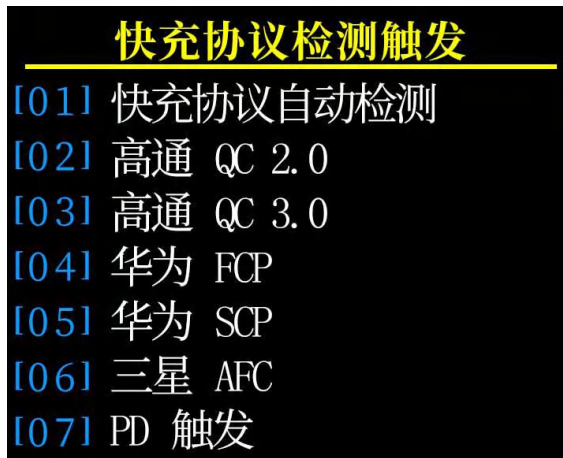 快充协议检测触发
[01] 快充协议自动检测
[02] 高通 QC 2.0
[03] 高通 QC 3.0
[04] 华为 FCP
[05] 华为 SCP
[06] 三星 AFC
[07] PD 触发